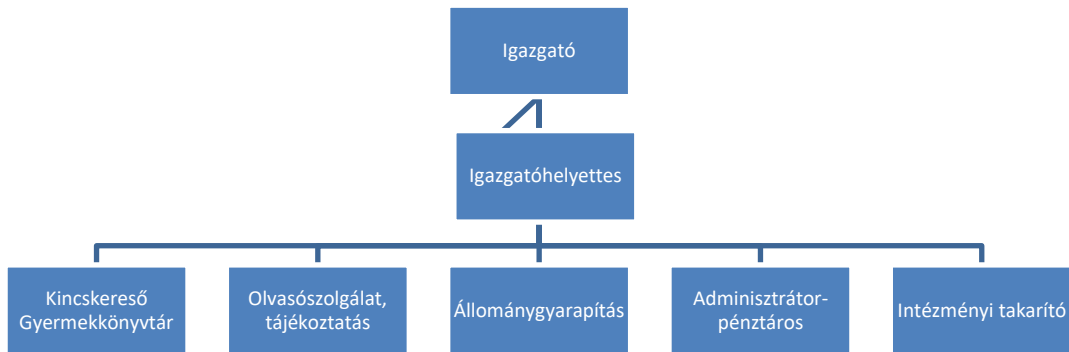 Igazgató
Igazgatóhelyettes
Kincskereső
Gyermekkönyvtár
Olvasószolgálat,
tájékoztatás
Állománygyarapítás
Adminisztrátor-
pénztáros
Intézményi takarító